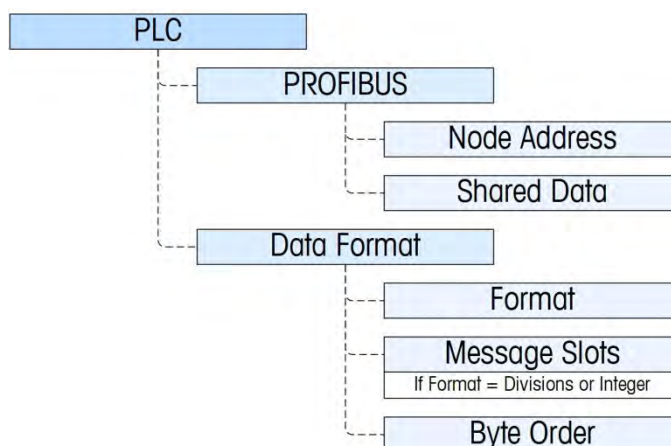 PLC
PROFIBUS
Node Address
Shared Data
Data Format
Format
Message Slots
If Format = Divisions or Integer
Byte Order